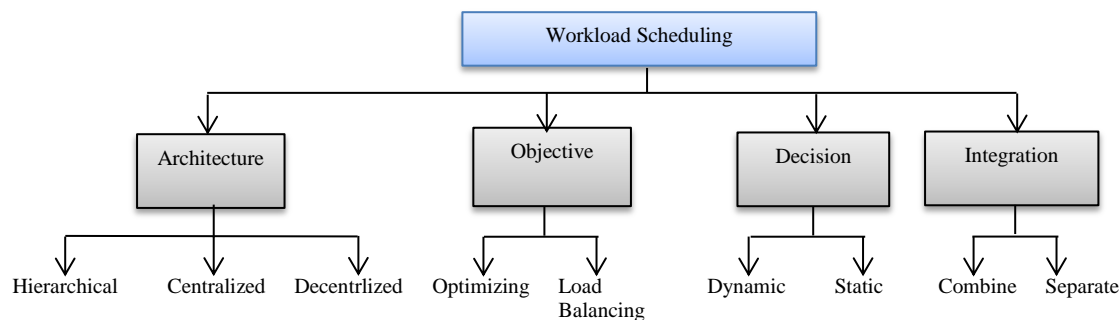 Workload Scheduling
Architecture
Objective
Decision
Integration
Hierarchical
Centralized
Decentrlized
Optimizing
Load
Balancing
Dynamic
Static
Combine
Separate